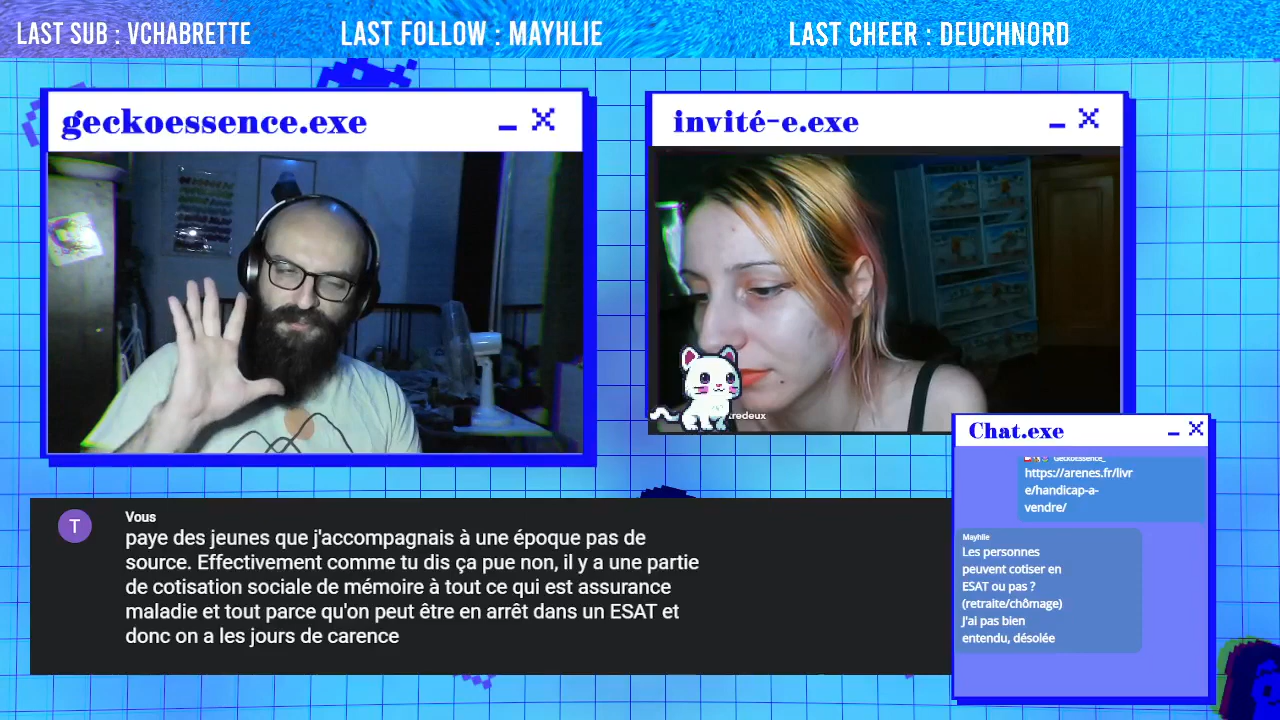 LAST SUB : VCHABRETTE
LAST FOLLOW : MAYHLIE
LAST CHEER : DEUCHNORD
geckoessence.exe
invité-e.exe
redeux
Chat.exe
Geckoessence_
https://arenes.fr/livr
e/handicap-a-
vendre/
Mayhlie
Les personnes
peuvent cotiser en
ESAT ou pas ?
(retraite/chômage)
J'ai pas bien
entendu, désolée
T
Vous
paye des jeunes que j'accompagnais à une époque pas de
source. Effectivement comme tu dis ça pue non, il y a une partie
de cotisation sociale de mémoire à tout ce qui est assurance
maladie et tout parce qu'on peut être en arrêt dans un ESAT et
donc on a les jours de carence